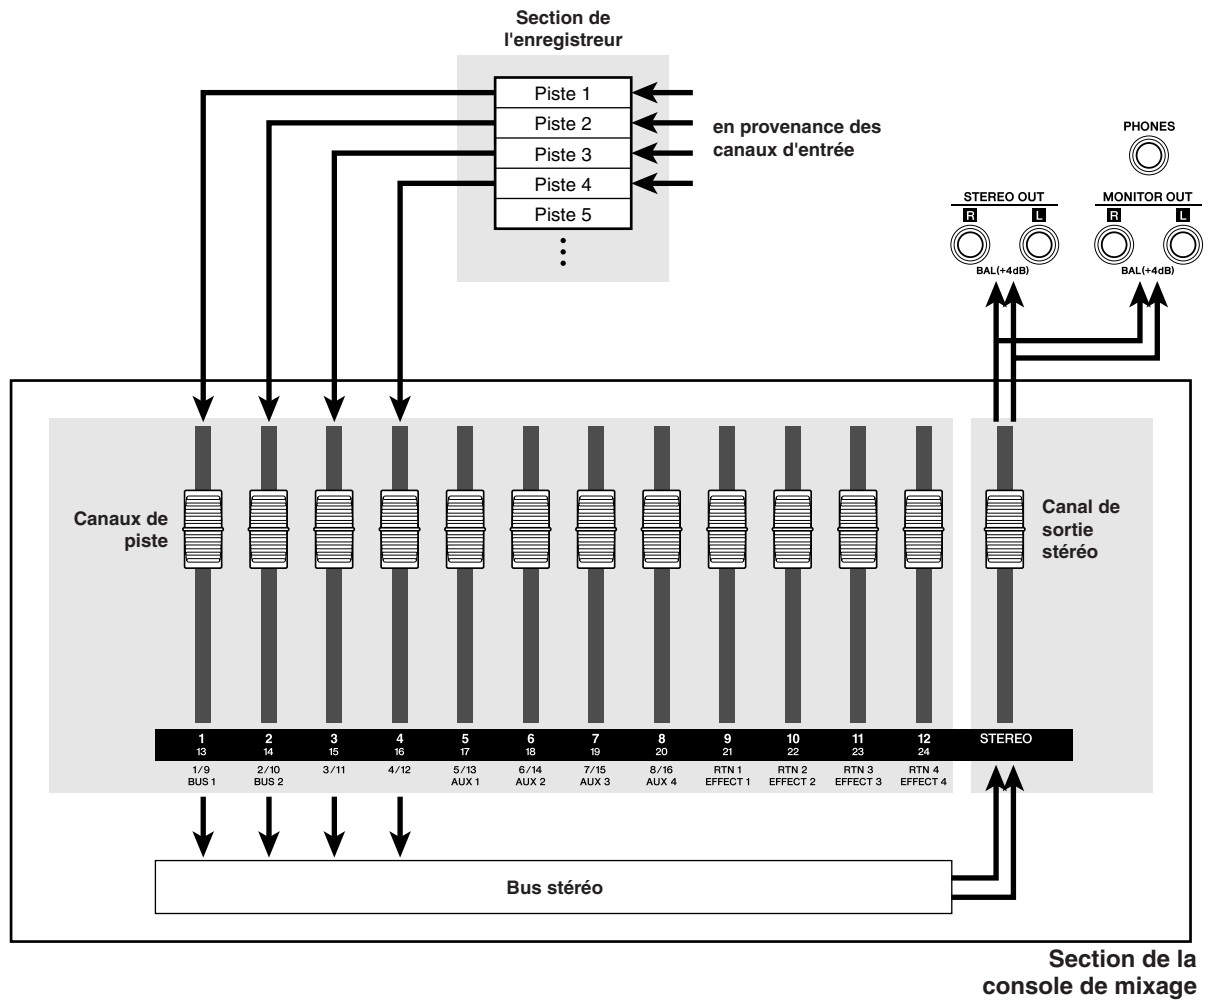 Section de
l'enregistreur
Piste 1
Piste 2
Piste 3
Piste 4
Piste 5
en provenance des
canaux d'entrée
PHONES
STEREO OUT
R L
BAL(+4dB)
MONITOR OUT
R L
BAL(+4dB)
Canaux de
piste
Canal de
sortie
stéréo
1 2 3 4 5 6 7 8 9 10 11 12 STEREO
13 14 15 16 17 18 19 20 21 22 23 24
1/9 2/10 3/11 4/12 5/13 6/14 7/15 8/16 RTN 1 RTN 2 RTN 3 RTN 4
BUS 1 BUS 2 AUX 1 AUX 2 AUX 3 AUX 4 EFFECT 1 EFFECT 2 EFFECT 3 EFFECT 4
Bus stéréo
Section de la
console de mixage